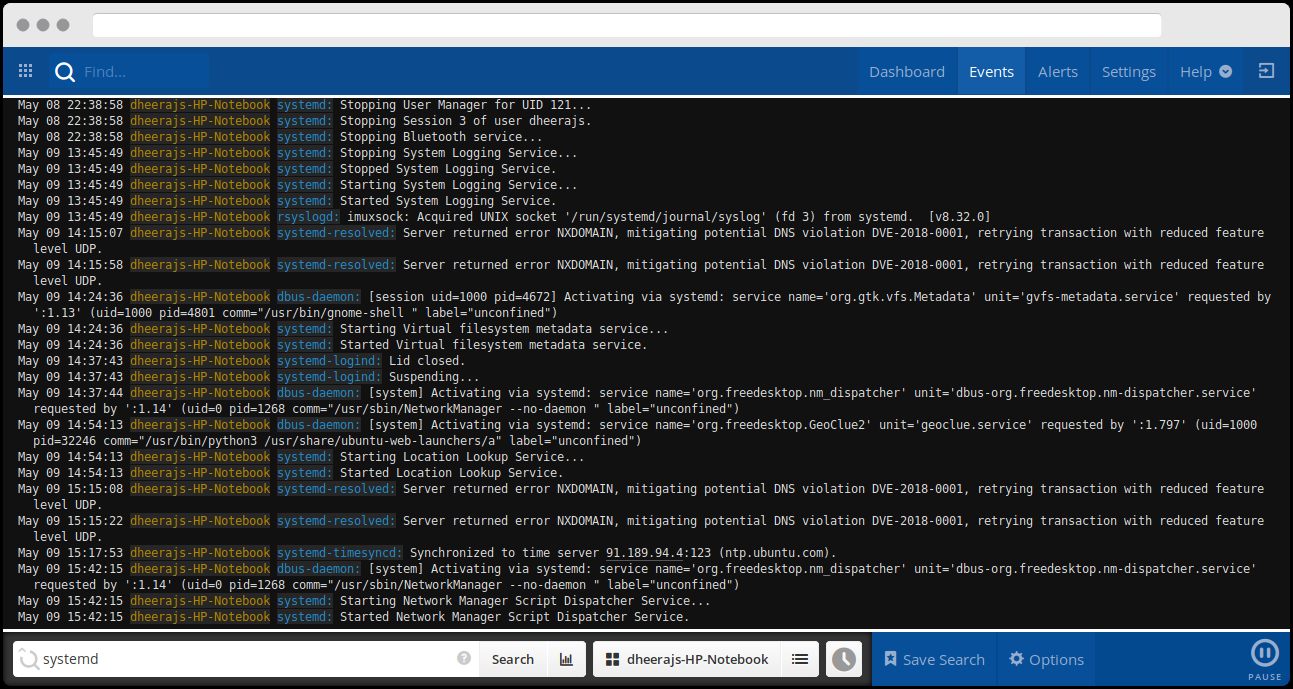 Find...
Dashboard Events Alerts Settings Help
May 08 22:38:58 dheerajs-HP-Notebook systemd: Stopping User Manager for UID 121...
May 08 22:38:58 dheerajs-HP-Notebook systemd: Stopping Session 3 of user dheerajs.
May 08 22:38:58 dheerajs-HP-Notebook systemd: Stopping Bluetooth service...
May 09 13:45:49 dheerajs-HP-Notebook systemd: Stopping System Logging Service...
May 09 13:45:49 dheerajs-HP-Notebook systemd: Stopped System Logging Service.
May 09 13:45:49 dheerajs-HP-Notebook systemd: Starting System Logging Service...
May 09 13:45:49 dheerajs-HP-Notebook systemd: Started System Logging Service.
May 09 13:45:49 dheerajs-HP-Notebook rsyslogd: imuxsock: Acquired UNIX socket '/run/systemd/journal/syslog' (fd 3) from systemd.  [v8.32.0]
May 09 14:15:07 dheerajs-HP-Notebook systemd-resolved: Server returned error NXDOMAIN, mitigating potential DNS violation DVE-2018-0001, retrying transaction with reduced feature
level UDP.
May 09 14:15:58 dheerajs-HP-Notebook systemd-resolved: Server returned error NXDOMAIN, mitigating potential DNS violation DVE-2018-0001, retrying transaction with reduced feature
level UDP.
May 09 14:24:36 dheerajs-HP-Notebook dbus-daemon: [session uid=1000 pid=4672] Activating via systemd: service name='org.gtk.vfs.Metadata' unit='gvfs-metadata.service' requested by
':1.13' (uid=1000 pid=4801 comm="/usr/bin/gnome-shell " label="unconfined")
May 09 14:24:36 dheerajs-HP-Notebook systemd: Starting Virtual filesystem metadata service...
May 09 14:24:36 dheerajs-HP-Notebook systemd: Started Virtual filesystem metadata service.
May 09 14:37:43 dheerajs-HP-Notebook systemd-logind: Lid closed.
May 09 14:37:43 dheerajs-HP-Notebook systemd-logind: Suspending...
May 09 14:37:44 dheerajs-HP-Notebook dbus-daemon: [system] Activating via systemd: service name='org.freedesktop.nm_dispatcher' unit='dbus-org.freedesktop.nm-dispatcher.service'
requested by ':1.14' (uid=0 pid=1268 comm="/usr/sbin/NetworkManager --no-daemon " label="unconfined")
May 09 14:54:13 dheerajs-HP-Notebook dbus-daemon: [system] Activating via systemd: service name='org.freedesktop.GeoClue2' unit='geoclue.service' requested by ':1.797' (uid=1000
pid=32246 comm="/usr/bin/python3 /usr/share/ubuntu-web-launchers/a" label="unconfined")
May 09 14:54:13 dheerajs-HP-Notebook systemd: Starting Location Lookup Service...
May 09 14:54:13 dheerajs-HP-Notebook systemd: Started Location Lookup Service.
May 09 15:15:08 dheerajs-HP-Notebook systemd-resolved: Server returned error NXDOMAIN, mitigating potential DNS violation DVE-2018-0001, retrying transaction with reduced feature
level UDP.
May 09 15:15:22 dheerajs-HP-Notebook systemd-resolved: Server returned error NXDOMAIN, mitigating potential DNS violation DVE-2018-0001, retrying transaction with reduced feature
level UDP.
May 09 15:17:53 dheerajs-HP-Notebook systemd-timesyncd: Synchronized to time server 91.189.94.4:123 (ntp.ubuntu.com).
May 09 15:42:15 dheerajs-HP-Notebook dbus-daemon: [system] Activating via systemd: service name='org.freedesktop.nm_dispatcher' unit='dbus-org.freedesktop.nm-dispatcher.service'
requested by ':1.14' (uid=0 pid=1268 comm="/usr/sbin/NetworkManager --no-daemon " label="unconfined")
May 09 15:42:15 dheerajs-HP-Notebook systemd: Starting Network Manager Script Dispatcher Service...
May 09 15:42:15 dheerajs-HP-Notebook systemd: Started Network Manager Script Dispatcher Service.
systemd ? Search dheerajs-HP-Notebook Save Search Options
PAUSE